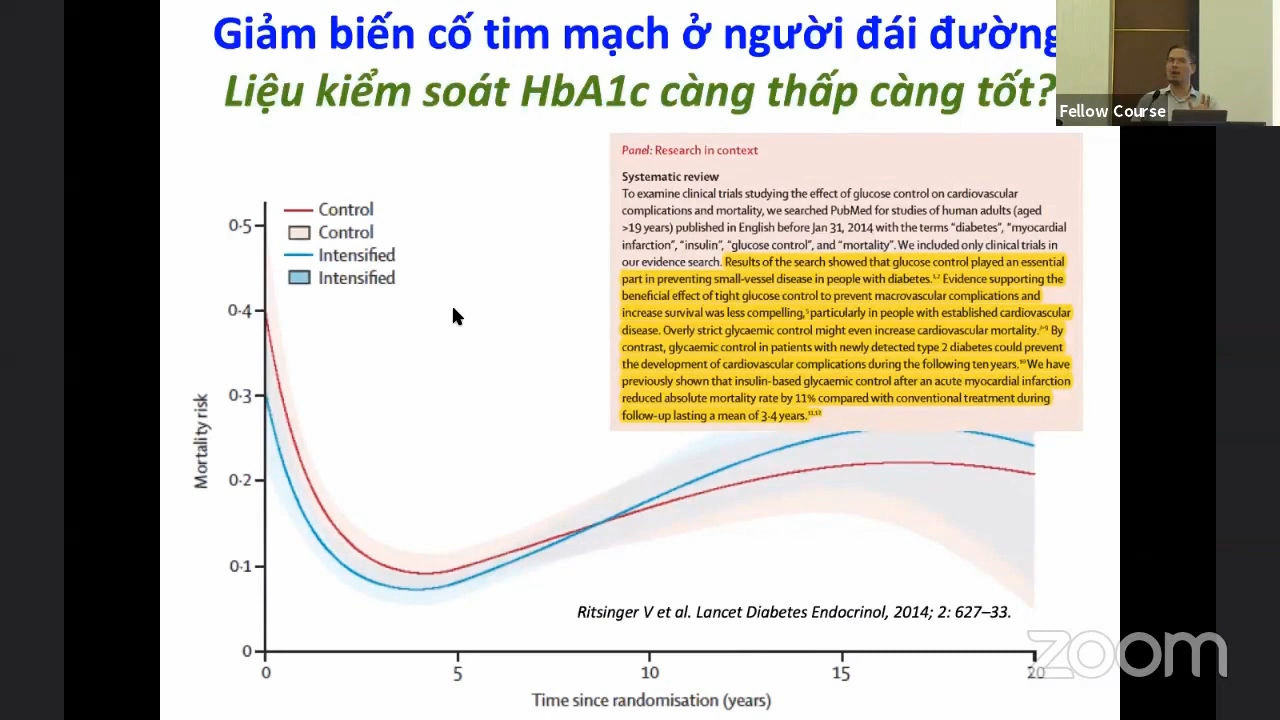 Giảm biến cố tim mạch ở người đái đường
Liệu kiểm soát HbA1c càng thấp càng tốt?
Fellow Course
Panel: Research in context
Systematic review
To examine clinical trials studying the effect of glucose control on cardiovascular
complications and mortality, we searched PubMed for studies of human adults (aged
>19 years) published in English before Jan 31, 2014 with the terms “diabetes”, “myocardial
infarction”, “insulin”, “glucose control”, and “mortality”. We included only clinical trials in
our evidence search. Results of the search showed that glucose control played an essential
part in preventing small-vessel disease in people with diabetes.¹,² Evidence supporting the
beneficial effect of tight glucose control to prevent macrovascular complications and
increase survival was less compelling, particularly in people with established cardiovascular
disease. Overly strict glycaemic control might even increase cardiovascular mortality. By
contrast, glycaemic control in patients with newly detected type 2 diabetes could prevent
the development of cardiovascular complications during the following ten years.¹⁰ We have
previously shown that insulin-based glycaemic control after an acute myocardial infarction
reduced absolute mortality rate by 11% compared with conventional treatment during
follow-up lasting a mean of 3·4 years.¹¹,¹²
Control
Control
Intensified
Intensified
Mortality risk
0·5
0·4
0·3
0·2
0·1
0
0 5 10 15 20
Time since randomisation (years)
Ritsinger V et al. Lancet Diabetes Endocrinol, 2014; 2: 627–33.
zoom